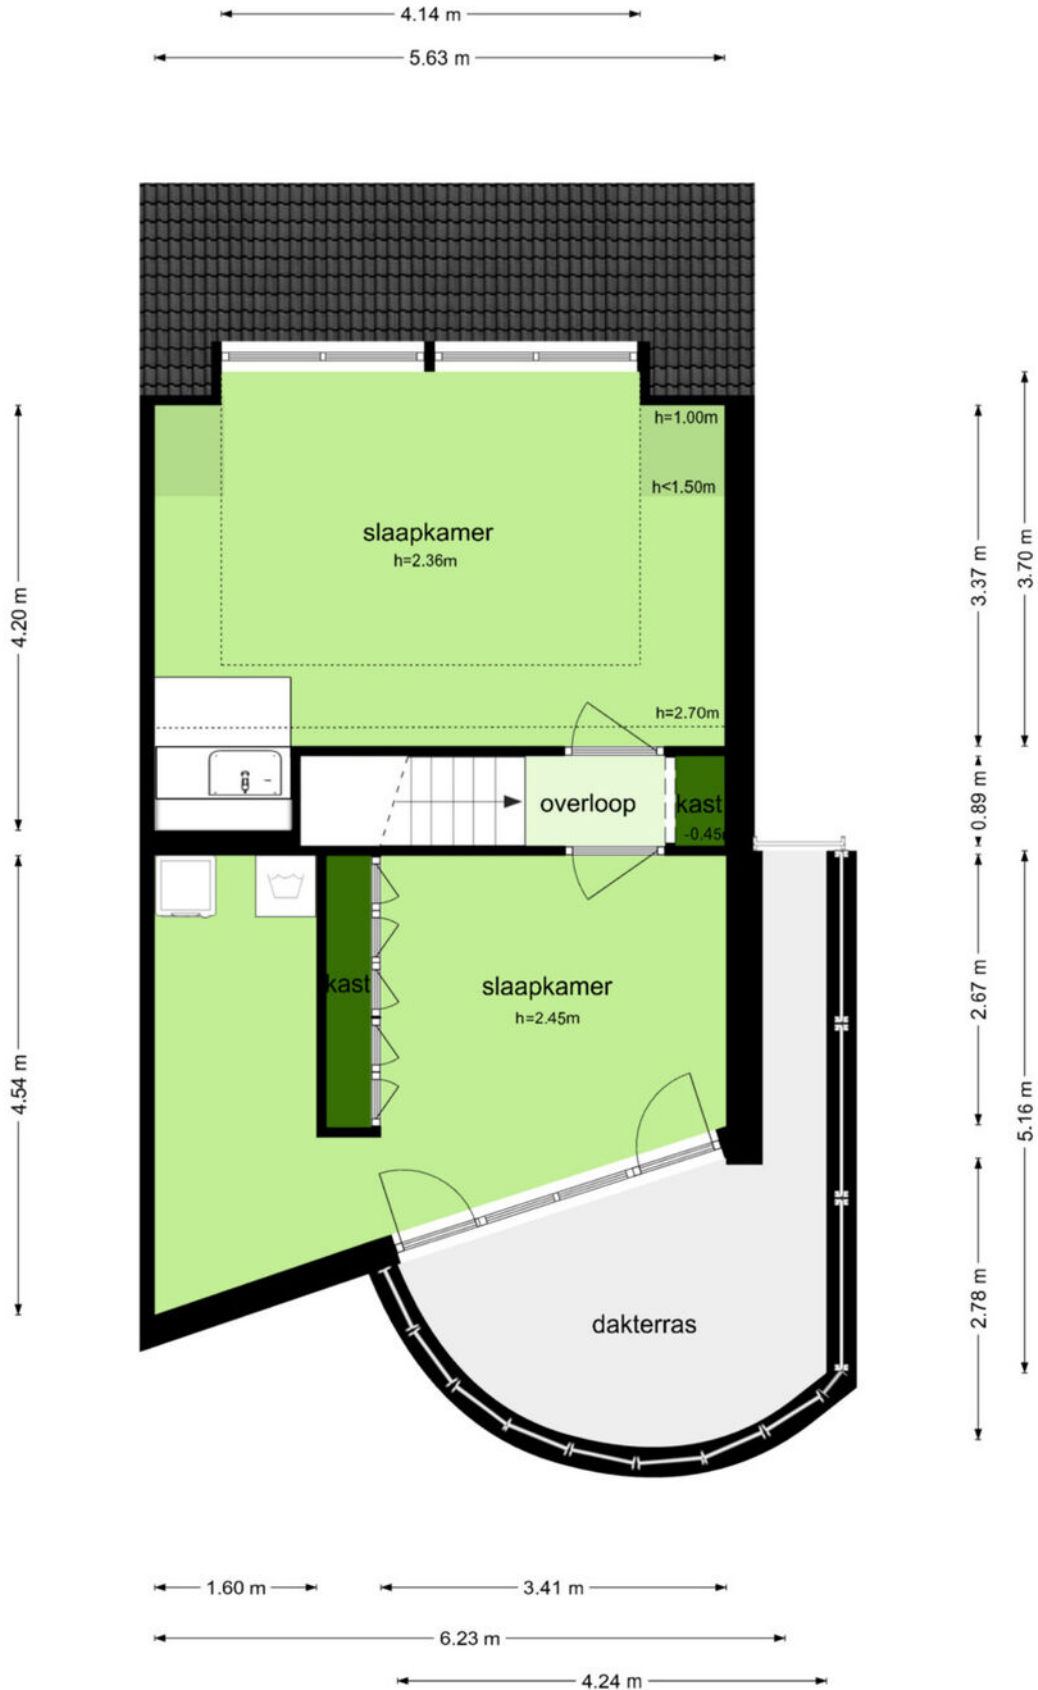 4.14 m
5.63 m
h=1.00m
h<1.50m
slaapkamer
h=2.36m
3.37 m
3.70 m
4.20 m
h=2.70m
overloop
kast
-0.45
0.89 m
kast
slaapkamer
h=2.45m
2.67 m
4.54 m
5.16 m
2.78 m
dakterras
1.60 m
3.41 m
6.23 m
4.24 m